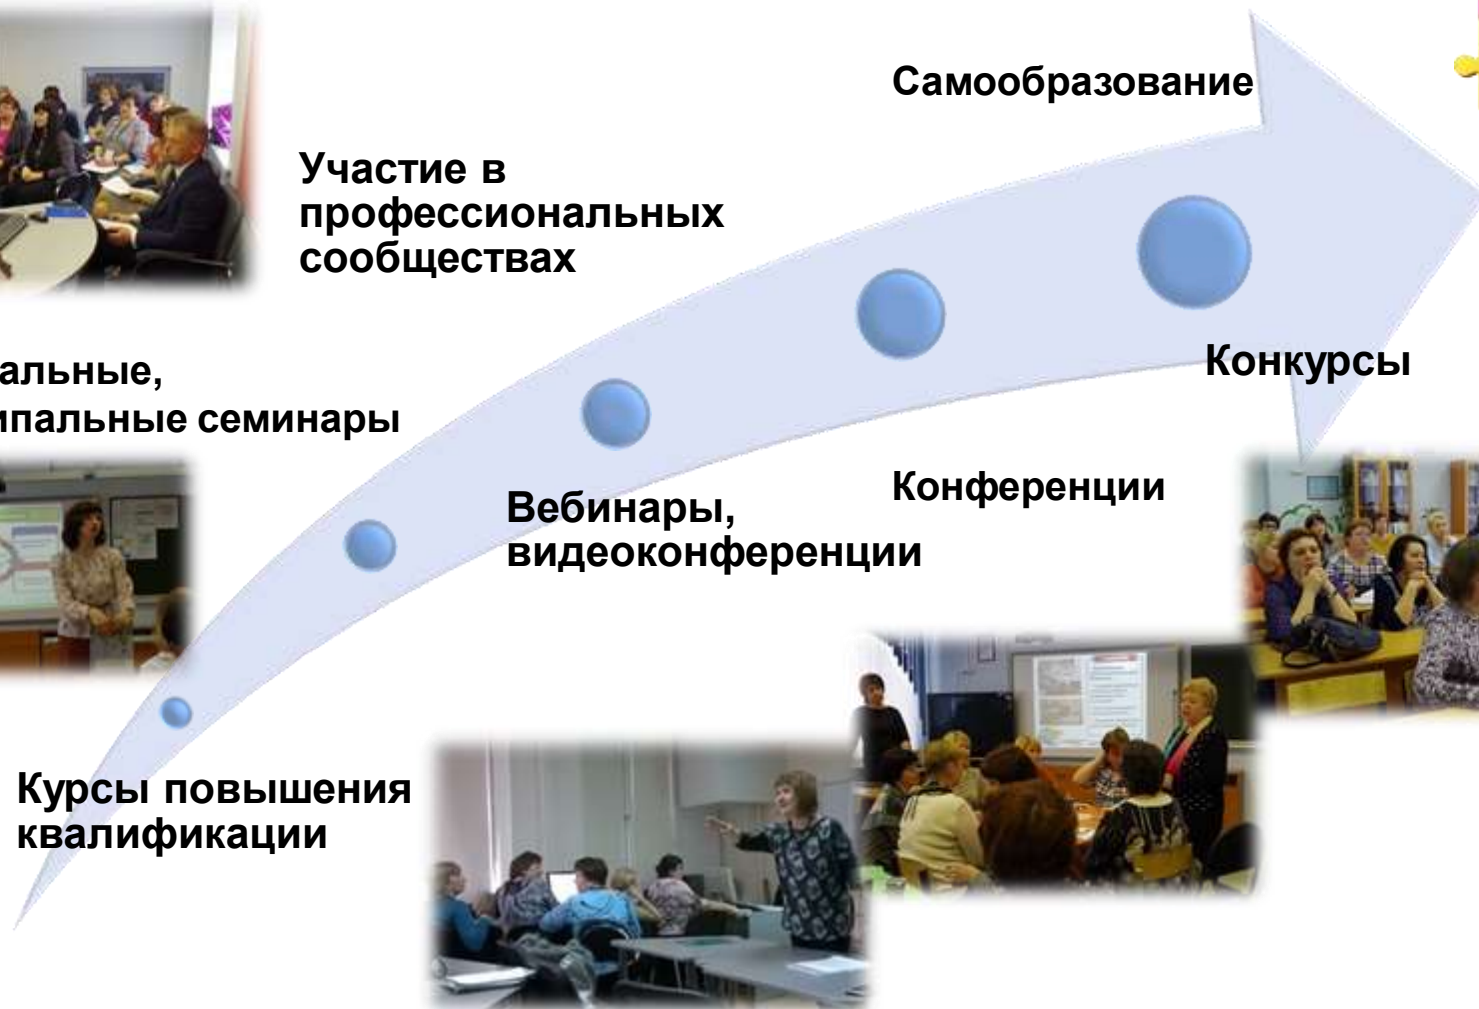 Самообразование
Участие в
профессиональных
сообществах
альные,
ипальные семинары
Конкурсы
Конференции
Вебинары,
видеоконференции
Курсы повышения
квалификации